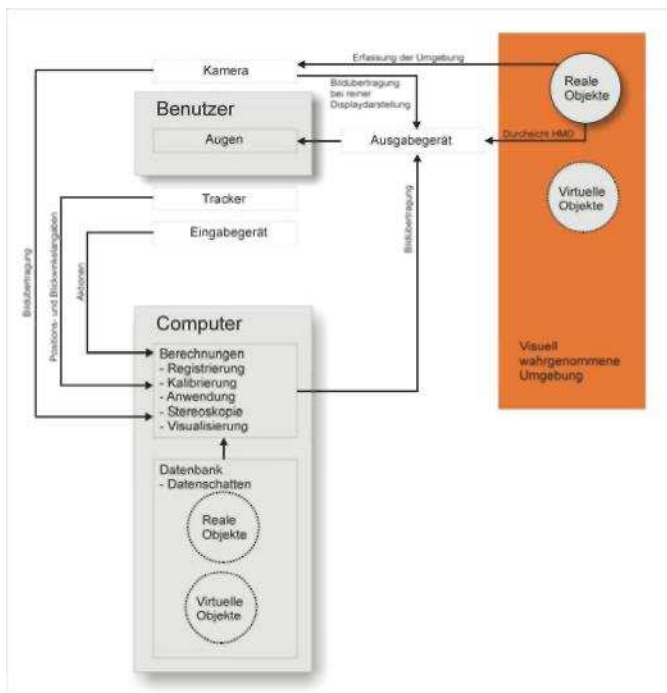 Erfassung der Umgebung
Kamera
Bildübertragung
bei reiner
Displaydarstellung
Reale
Objekte
Benutzer
Augen
Ausgabegerät
Durchsicht HMD
Tracker
Virtuelle
Objekte
Eingabegerät
Bildübertragung
Positions- und Blickwinkelangaben
Aktionen
Bildübertragung
Computer
Berechnungen
- Registrierung
- Kalibrierung
- Anwendung
- Stereoskopie
- Visualisierung
Visuell
wahrgenommene
Umgebung
Datenbank
- Datenschatten
Reale
Objekte
Virtuelle
Objekte